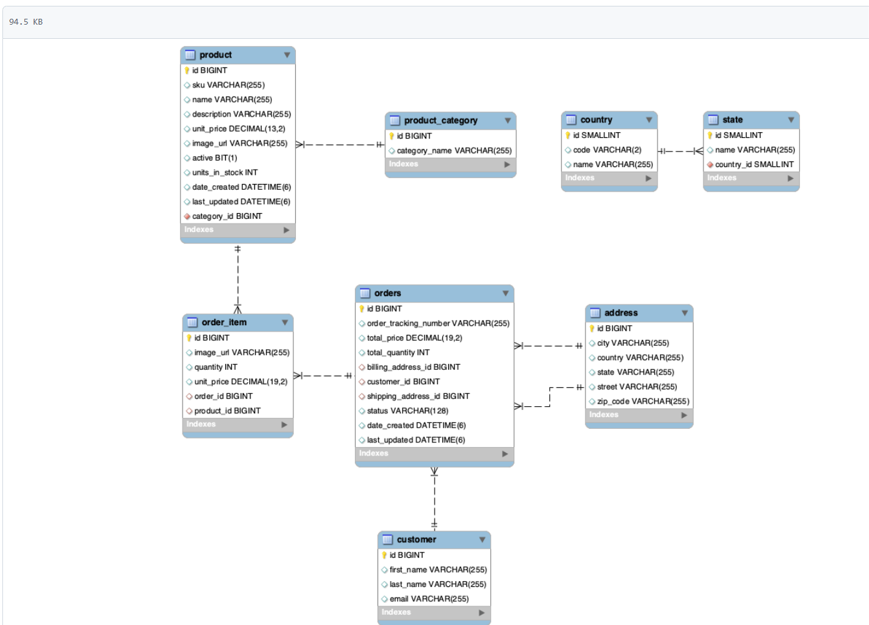 94.5 KB
product
id BIGINT
sku VARCHAR(255)
name VARCHAR(255)
description VARCHAR(255)
unit_price DECIMAL(13,2)
image_url VARCHAR(255)
active BIT(1)
units_in_stock INT
date_created DATETIME(6)
last_updated DATETIME(6)
category_id BIGINT
Indexes
product_category
id BIGINT
category_name VARCHAR(255)
Indexes
country
id SMALLINT
code VARCHAR(2)
name VARCHAR(255)
Indexes
state
id SMALLINT
name VARCHAR(255)
country_id SMALLINT
Indexes
order_item
id BIGINT
image_url VARCHAR(255)
quantity INT
unit_price DECIMAL(19,2)
order_id BIGINT
product_id BIGINT
Indexes
orders
id BIGINT
order_tracking_number VARCHAR(255)
total_price DECIMAL(19,2)
total_quantity INT
billing_address_id BIGINT
customer_id BIGINT
shipping_address_id BIGINT
status VARCHAR(128)
date_created DATETIME(6)
last_updated DATETIME(6)
Indexes
address
id BIGINT
city VARCHAR(255)
country VARCHAR(255)
state VARCHAR(255)
street VARCHAR(255)
zip_code VARCHAR(255)
Indexes
customer
id BIGINT
first_name VARCHAR(255)
last_name VARCHAR(255)
email VARCHAR(255)
Indexes